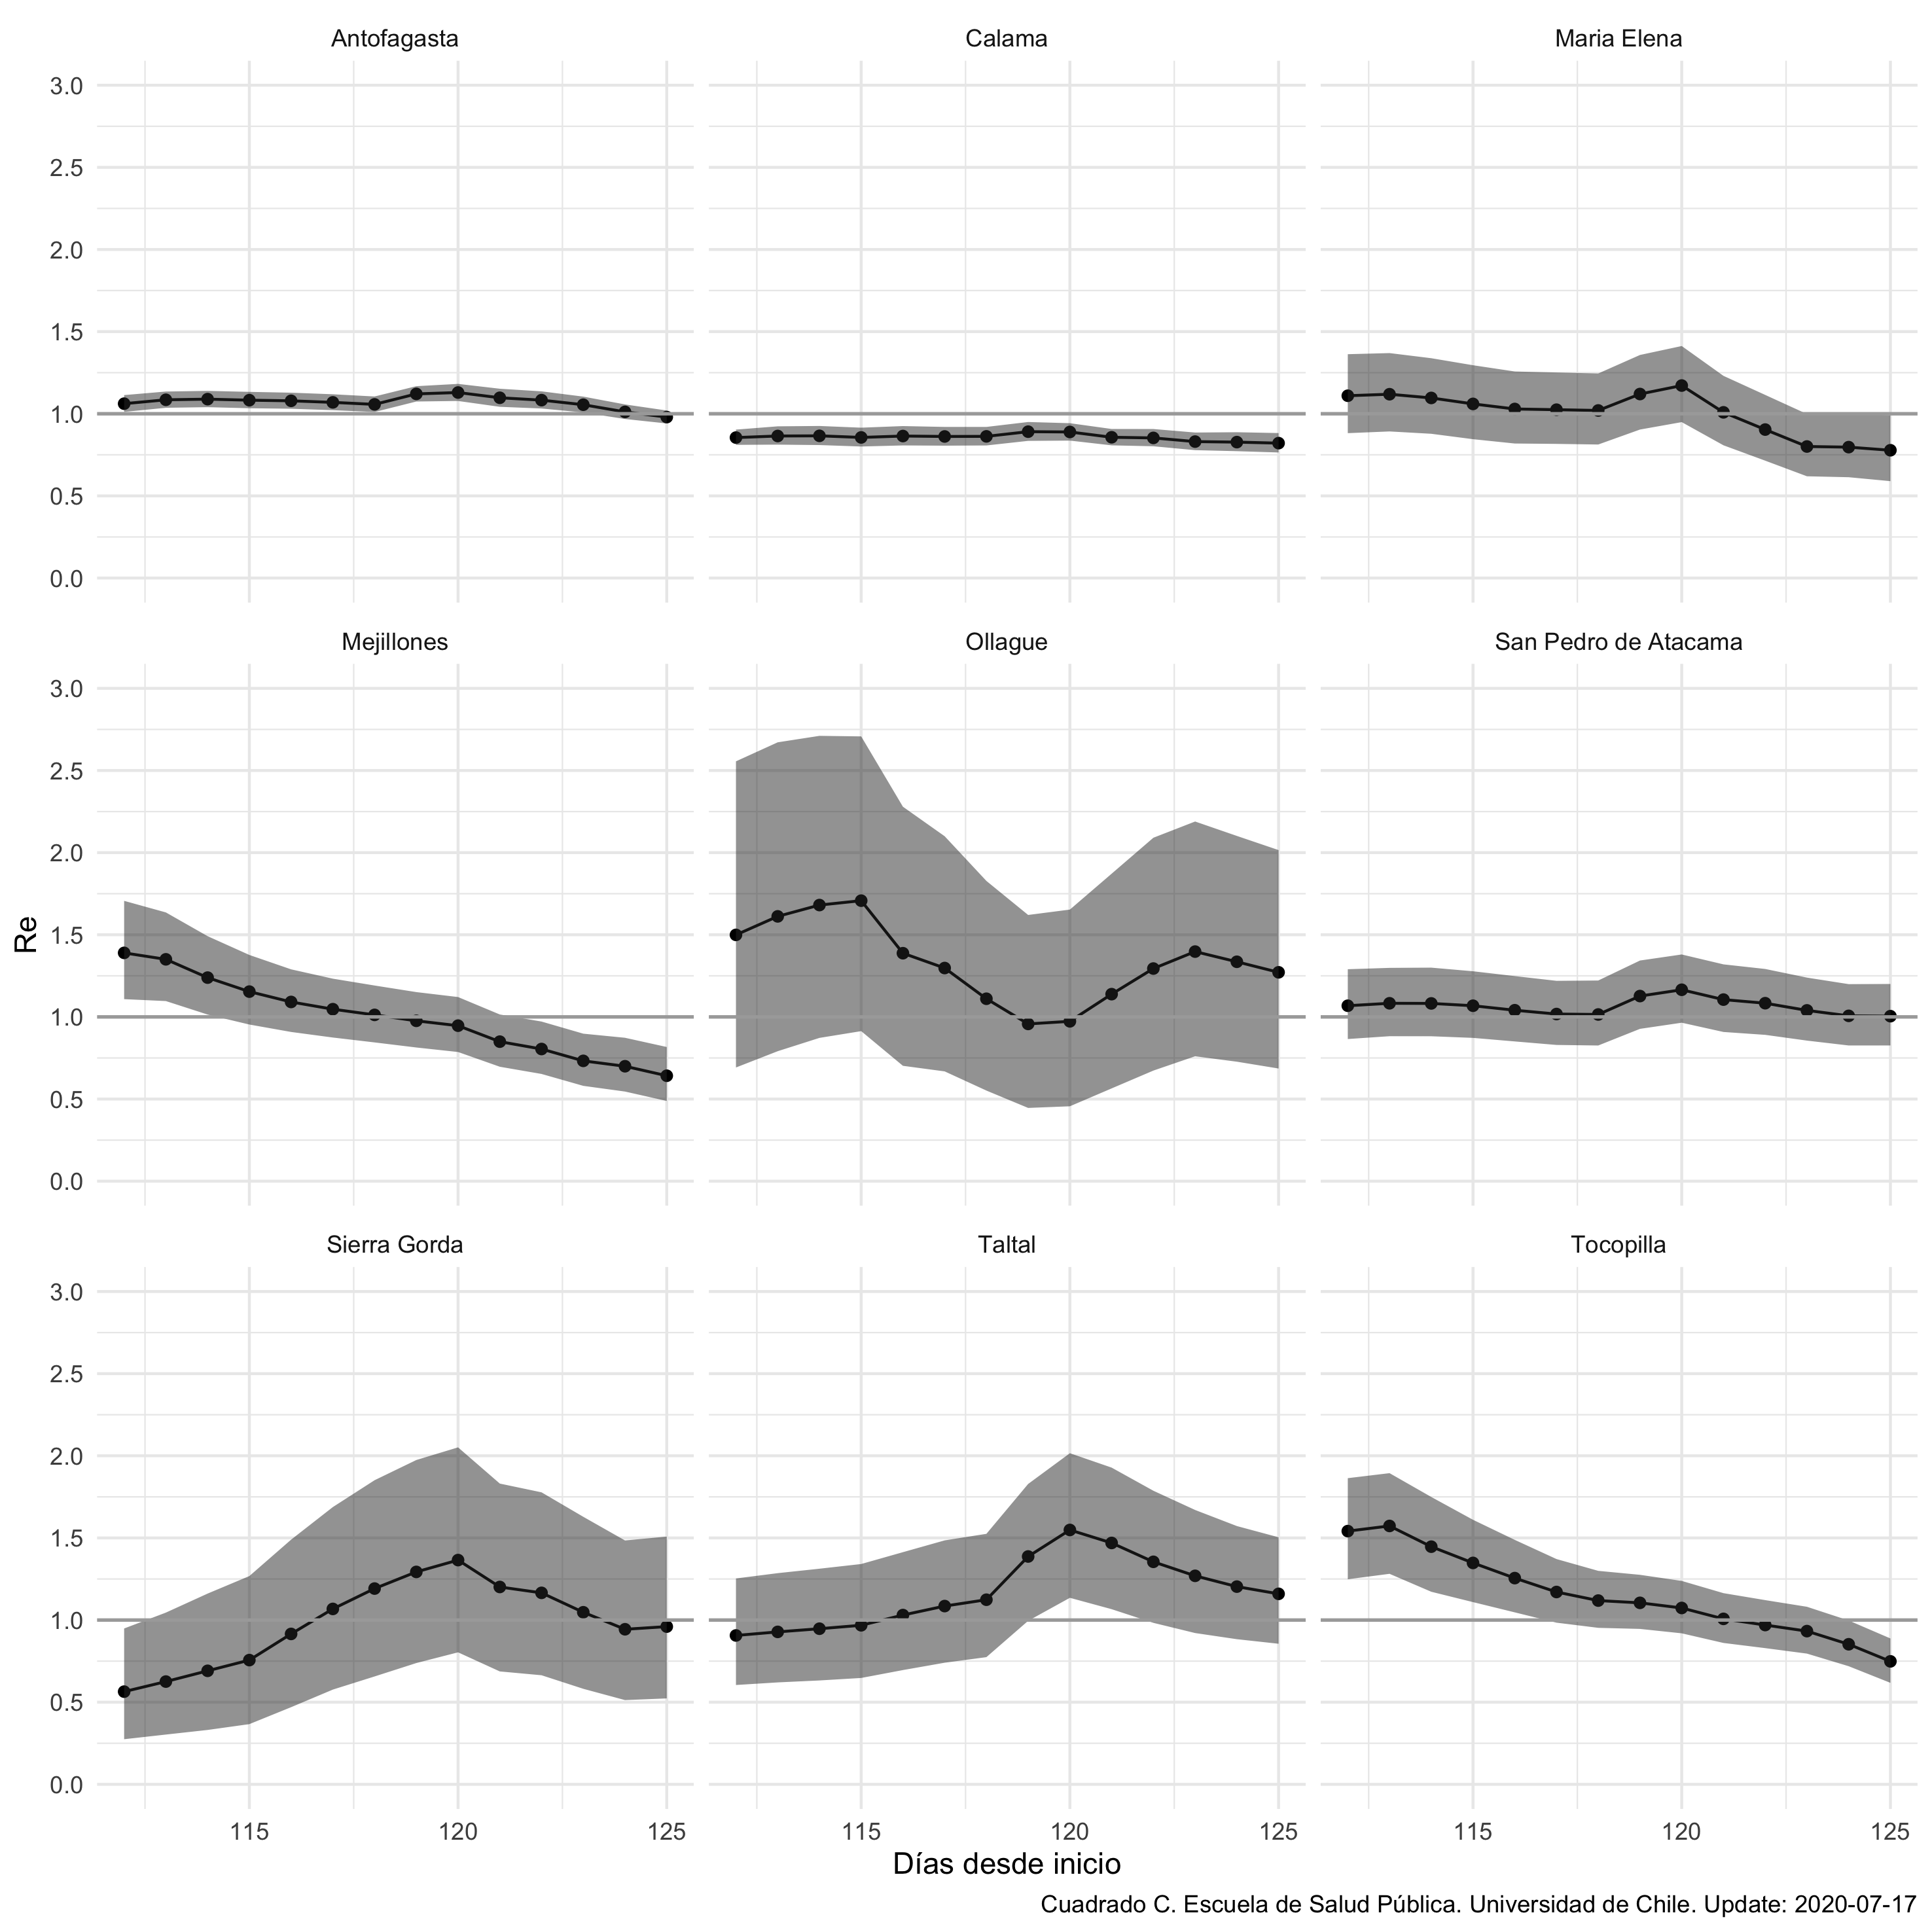 Antofagasta
Calama
Maria Elena
3.0
2.5
2.0
1.5
1.0
0.5
0.0
Mejillones
Ollague
San Pedro de Atacama
3.0
2.5
2.0
1.5
1.0
0.5
0.0
Re
Sierra Gorda
Taltal
Tocopilla
3.0
2.5
2.0
1.5
1.0
0.5
0.0
115 120 125
115 120 125
115 120 125
Días desde inicio
Cuadrado C. Escuela de Salud Pública. Universidad de Chile. Update: 2020-07-17